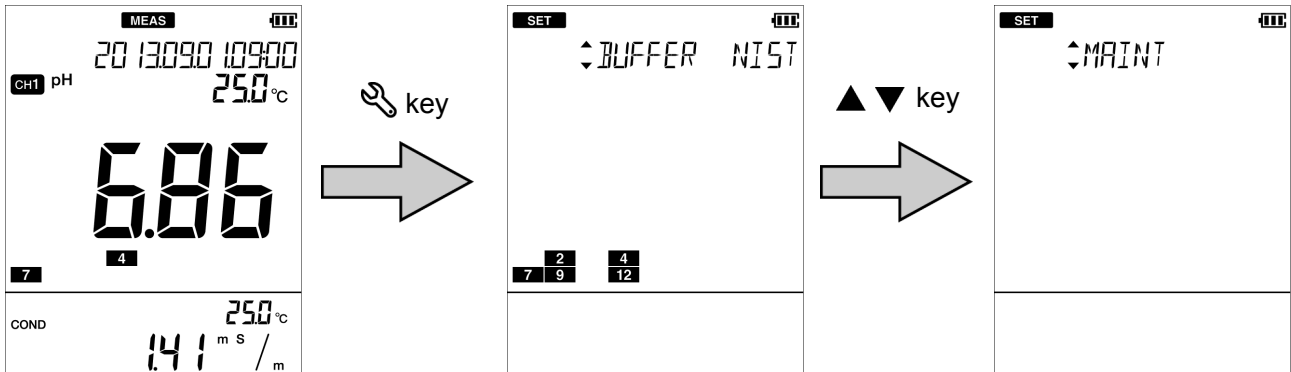 MEAS
2013.09.01.09:00
CH1 pH
25.0 °C
6.86
4
7
COND
25.0 °C
1.41 m S / m
key
SET
BUFFER NIST
2 4
7 9 12
▲ ▼ key
SET
MAINT